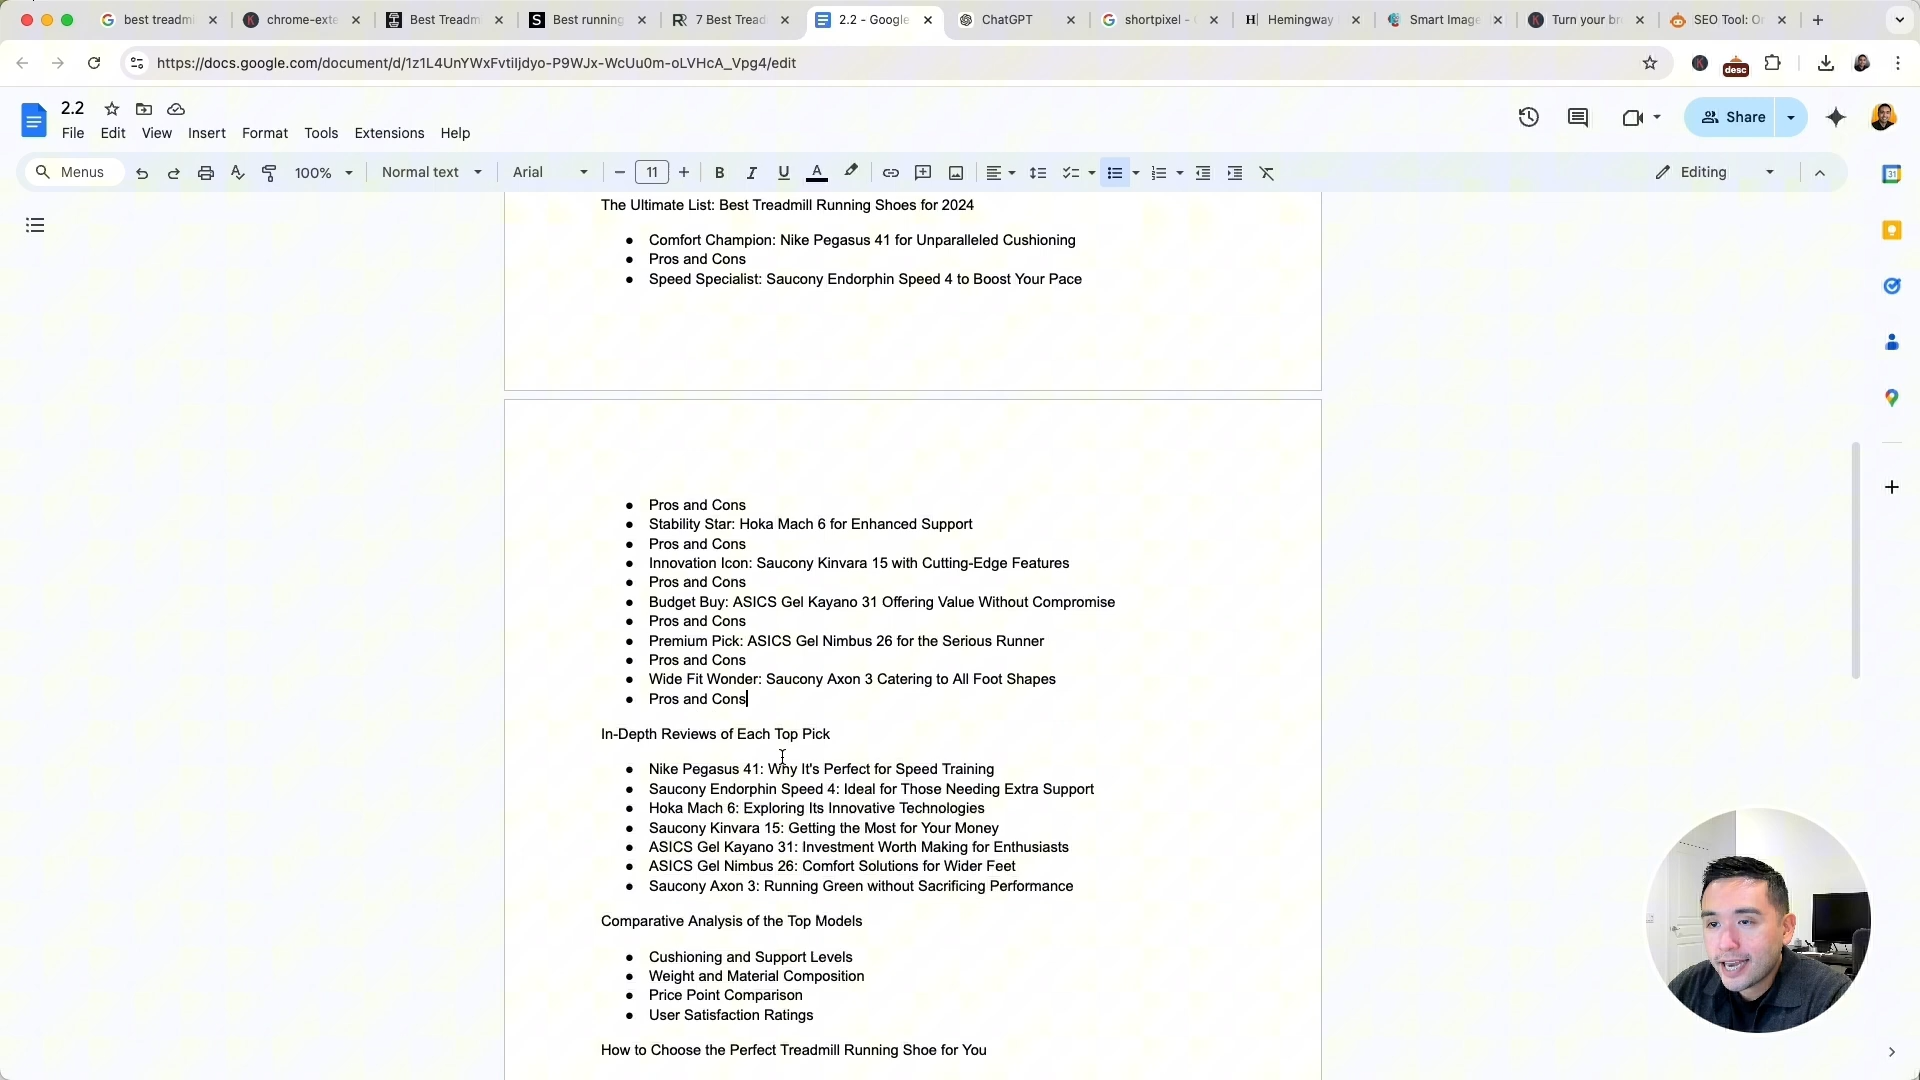 best treadmi
chrome-exte
Best Treadm
Best running
7 Best Tread
2.2 - Google
ChatGPT
shortpixel -
Hemingway
Smart Image
Turn your br
SEO Tool: O
https://docs.google.com/document/d/1z1L4UnYWxFvtiIjdyo-P9WJx-WcUu0m-oLVHcA_Vpg4/edit
desc
2.2
Share
File Edit View Insert Format Tools Extensions Help
Menus 100% Normal text Arial 11 B I U A Editing
31
The Ultimate List: Best Treadmill Running Shoes for 2024
● Comfort Champion: Nike Pegasus 41 for Unparalleled Cushioning
● Pros and Cons
● Speed Specialist: Saucony Endorphin Speed 4 to Boost Your Pace
● Pros and Cons
● Stability Star: Hoka Mach 6 for Enhanced Support
● Pros and Cons
● Innovation Icon: Saucony Kinvara 15 with Cutting-Edge Features
● Pros and Cons
● Budget Buy: ASICS Gel Kayano 31 Offering Value Without Compromise
● Pros and Cons
● Premium Pick: ASICS Gel Nimbus 26 for the Serious Runner
● Pros and Cons
● Wide Fit Wonder: Saucony Axon 3 Catering to All Foot Shapes
● Pros and Cons
In-Depth Reviews of Each Top Pick
● Nike Pegasus 41: Why It's Perfect for Speed Training
● Saucony Endorphin Speed 4: Ideal for Those Needing Extra Support
● Hoka Mach 6: Exploring Its Innovative Technologies
● Saucony Kinvara 15: Getting the Most for Your Money
● ASICS Gel Kayano 31: Investment Worth Making for Enthusiasts
● ASICS Gel Nimbus 26: Comfort Solutions for Wider Feet
● Saucony Axon 3: Running Green without Sacrificing Performance
Comparative Analysis of the Top Models
● Cushioning and Support Levels
● Weight and Material Composition
● Price Point Comparison
● User Satisfaction Ratings
How to Choose the Perfect Treadmill Running Shoe for You